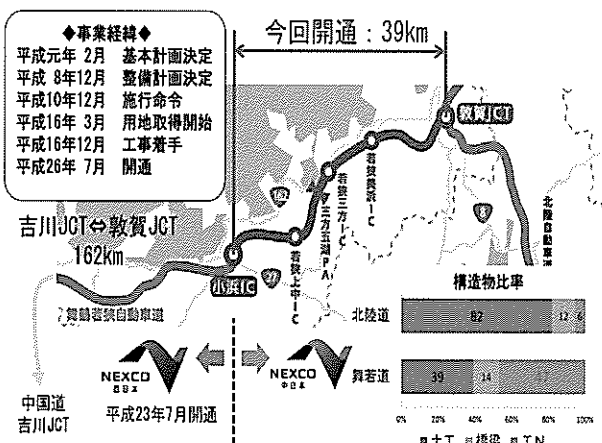 ◆事業経緯◆
平成元年 2月 基本計画決定
平成 8年12月 整備計画決定
平成10年12月 施行命令
平成16年 3月 用地取得開始
平成16年12月 工事着手
平成26年 7月 開通
今回開通：39km
敦賀JCT
若狭美浜IC
若狭三方IC
三方五湖PA
若狭上中IC
小浜IC
162
27
8
北陸自動車道
吉川JCT⇔敦賀JCT
162km
舞鶴若狭自動車道
NEXCO
西日本
NEXCO
中日本
平成23年7月開通
中国道
吉川JCT
構造物比率
北陸道
82
12
6
舞若道
39
14
47
0%
20%
40%
60%
80%
100%
土工
橋梁
TN